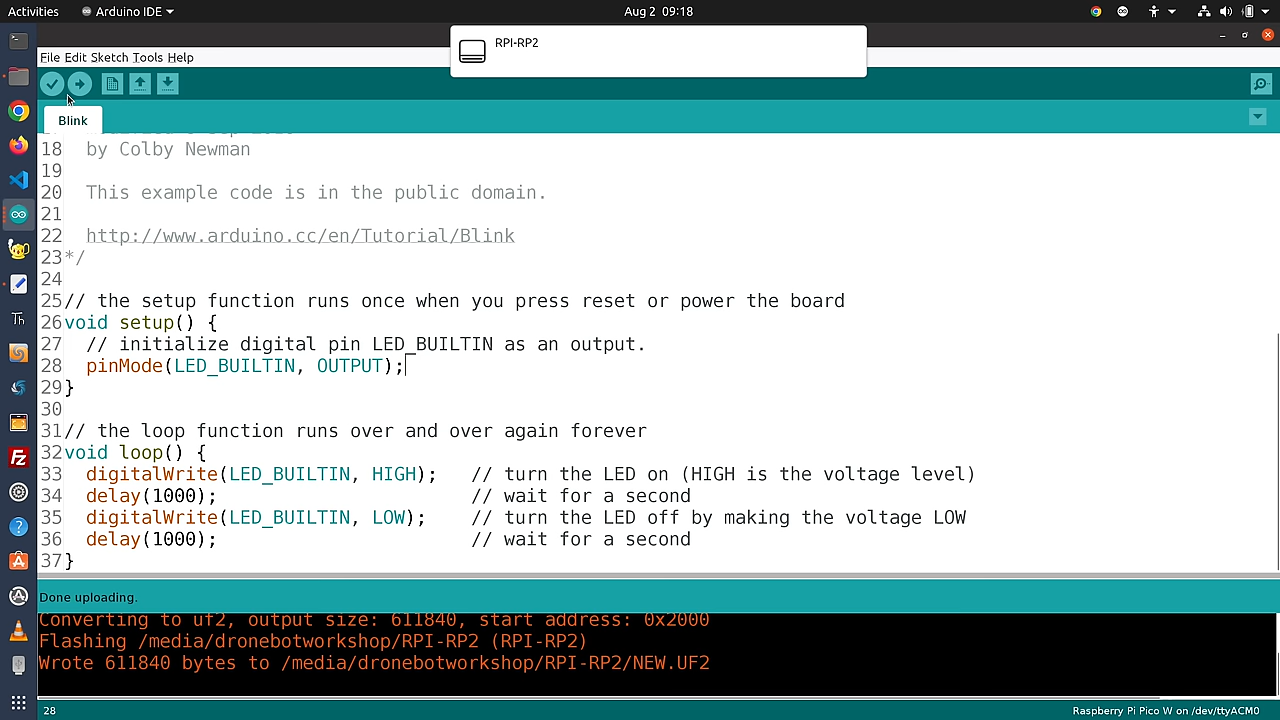 Activities
Arduino IDE
Aug 2 09:18
RPI-RP2
File Edit Sketch Tools Help
Blink
18 by Colby Newman
19
20 This example code is in the public domain.
21
22 http://www.arduino.cc/en/Tutorial/Blink
23 */
24
25 // the setup function runs once when you press reset or power the board
26 void setup() {
27 // initialize digital pin LED_BUILTIN as an output.
28 pinMode(LED_BUILTIN, OUTPUT);
29 }
30
31 // the loop function runs over and over again forever
32 void loop() {
33 digitalWrite(LED_BUILTIN, HIGH); // turn the LED on (HIGH is the voltage level)
34 delay(1000); // wait for a second
35 digitalWrite(LED_BUILTIN, LOW); // turn the LED off by making the voltage LOW
36 delay(1000); // wait for a second
37 }
Done uploading.
Converting to uf2, output size: 611840, start address: 0x2000
Flashing /media/dronebotworkshop/RPI-RP2 (RPI-RP2)
Wrote 611840 bytes to /media/dronebotworkshop/RPI-RP2/NEW.UF2
28
Raspberry Pi Pico W on /dev/ttyACM0